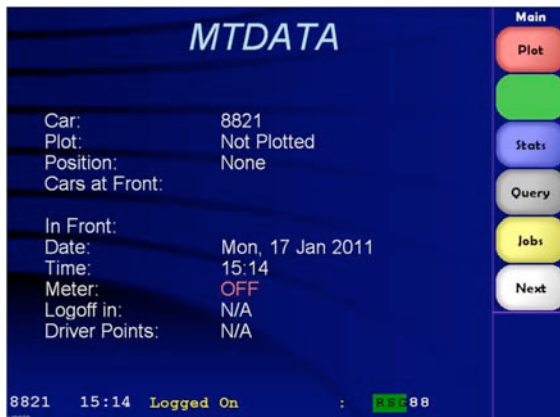 MTDATA
Car: 8821
Plot: Not Plotted
Position: None
Cars at Front:
In Front:
Date: Mon, 17 Jan 2011
Time: 15:14
Meter: OFF
Logoff in: N/A
Driver Points: N/A
8821 15:14 Logged On : RSG88
Main
Plot
Stats
Query
Jobs
Next